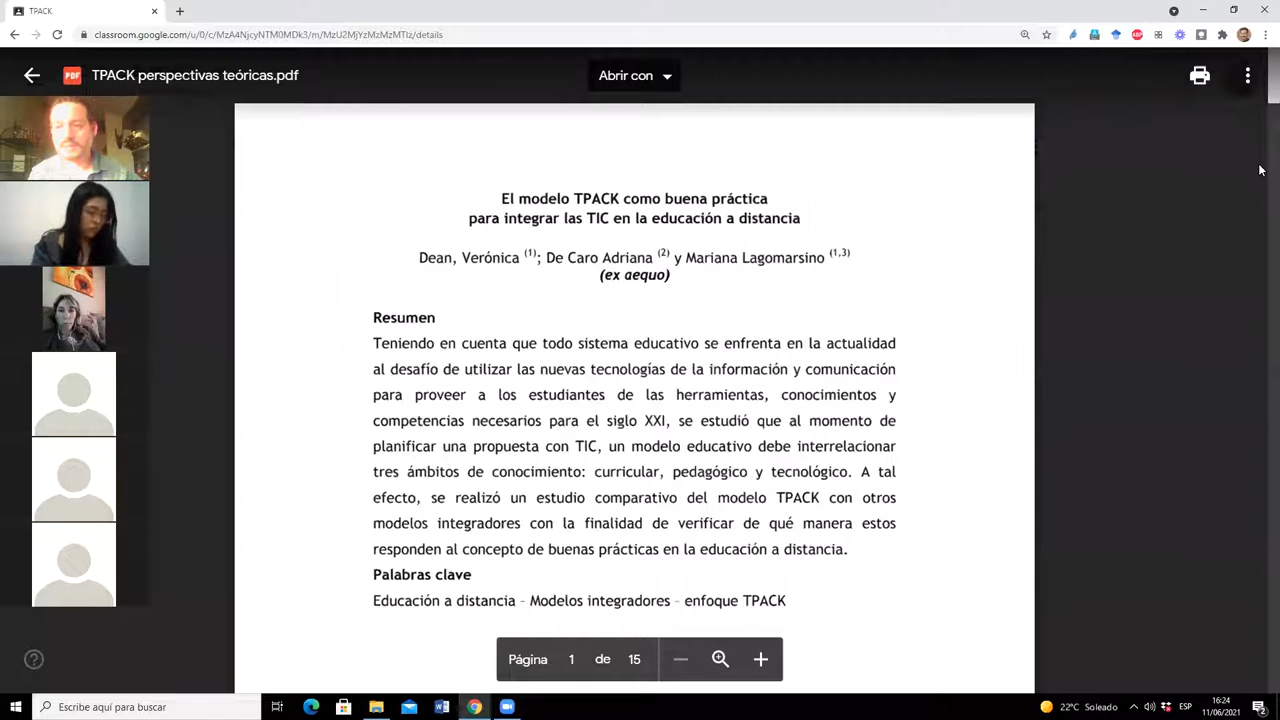 TPACK
classroom.google.com/u/0/c/MzA4NjcyNTM0MDk3/m/MzU2MjYzMzMzMTIz/details
PDF
TPACK perspectivas teóricas.pdf
Abrir con
El modelo TPACK como buena práctica
para integrar las TIC en la educación a distancia
Dean, Verónica (1); De Caro Adriana (2) y Mariana Lagomarsino (1,3)
(ex aequo)
Resumen
Teniendo en cuenta que todo sistema educativo se enfrenta en la actualidad
al desafío de utilizar las nuevas tecnologías de la información y comunicación
para proveer a los estudiantes de las herramientas, conocimientos y
competencias necesarios para el siglo XXI, se estudió que al momento de
planificar una propuesta con TIC, un modelo educativo debe interrelacionar
tres ámbitos de conocimiento: curricular, pedagógico y tecnológico. A tal
efecto, se realizó un estudio comparativo del modelo TPACK con otros
modelos integradores con la finalidad de verificar de qué manera estos
responden al concepto de buenas prácticas en la educación a distancia.
Palabras clave
Educación a distancia – Modelos integradores – enfoque TPACK
Página 1 de 15
Escribe aquí para buscar
22°C Soleado
ESP
16:24
11/06/2021